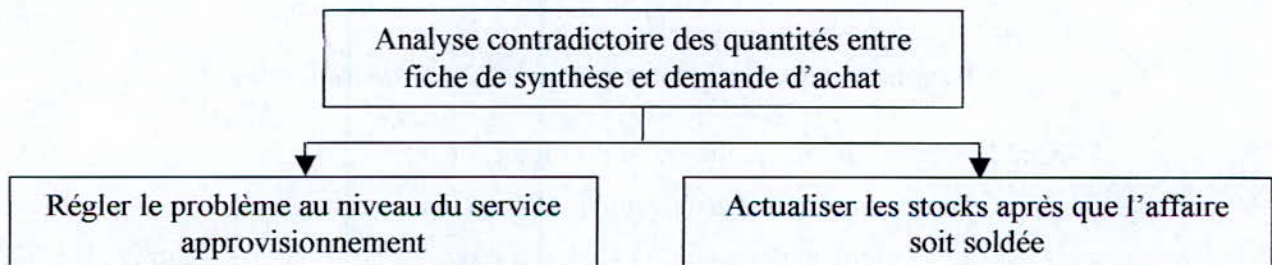 Analyse contradictoire des quantités entre
fiche de synthèse et demande d'achat
Régler le problème au niveau du service
approvisionnement
Actualiser les stocks après que l'affaire
soit soldée